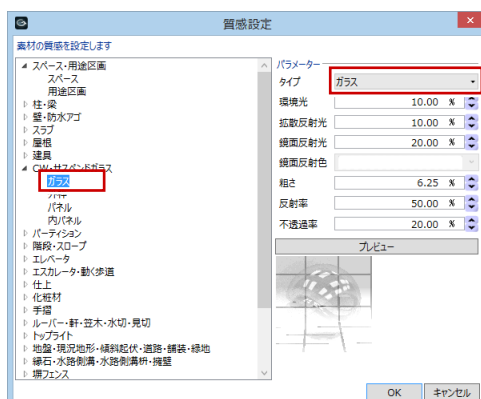 質感設定
素材の質感を設定します
スペース・用途区画
スペース
用途区画
柱・梁
壁・防水アゴ
スラブ
屋根
建具
CW・サスペンドガラス
ガラス
パネル
内パネル
パーティション
階段・スロープ
エレベータ
エスカレータ・動く歩道
仕上
化粧材
手摺
ルーバー・軒・笠木・水切・見切
トップライト
地盤・現況地形・傾斜起伏・道路・舗装・緑地
縁石・水路側溝・水路側溝桝・擁壁
塀フェンス
パラメーター
タイプ ガラス
環境光 10.00 %
拡散反射光 10.00 %
鏡面反射光 20.00 %
鏡面反射色
粗さ 6.25 %
反射率 50.00 %
不透過率 20.00 %
プレビュー
OK キャンセル